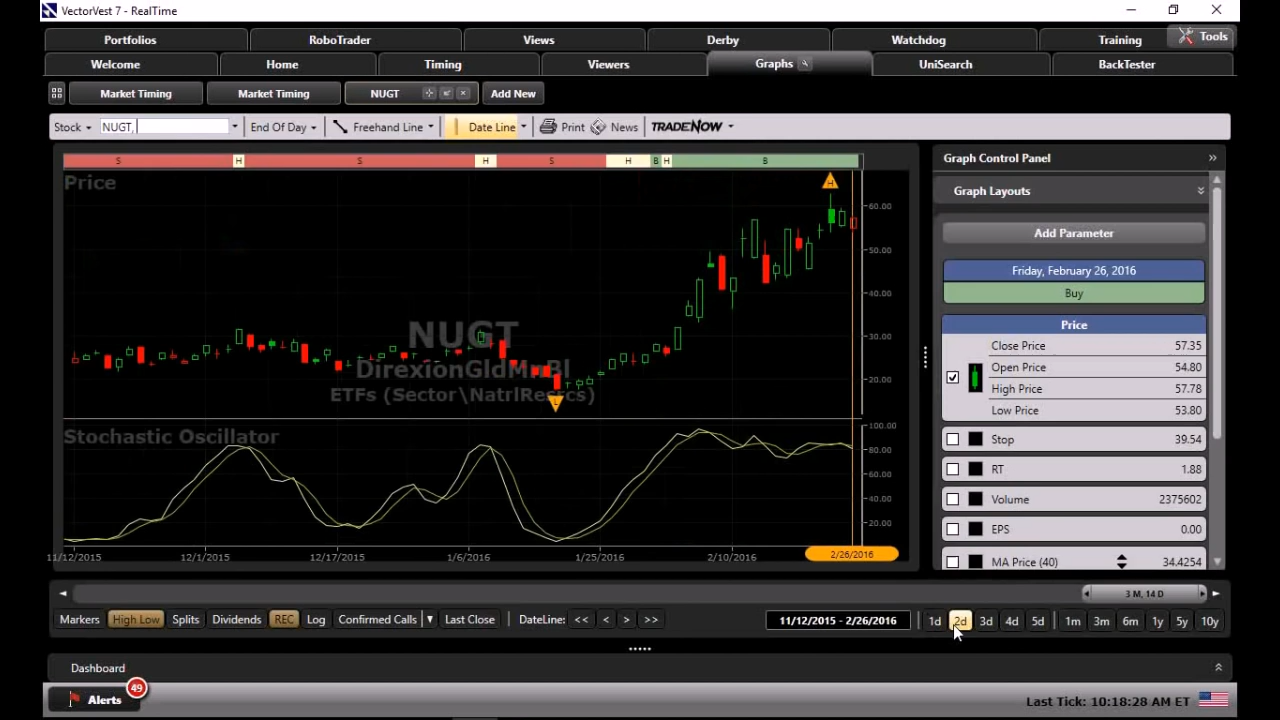 VectorVest 7 - RealTime
Portfolios RoboTrader Views Derby Watchdog Training Tools
Welcome Home Timing Viewers Graphs UniSearch BackTester
Market Timing Market Timing NUGT Add New
Stock NUGT, End Of Day Freehand Line Date Line Print News TRADENOW
S H S H S H B H B
Price
H
60.00
50.00
40.00
30.00
20.00
NUGT
DirexionGldMnBl
ETFs (Sector\NatrlResrcs)
L
Stochastic Oscillator
100.00
80.00
60.00
40.00
20.00
11/12/2015 12/1/2015 12/17/2015 1/6/2016 1/25/2016 2/10/2016 2/26/2016
Graph Control Panel
Graph Layouts
Add Parameter
Friday, February 26, 2016
Buy
Price
Close Price 57.35
Open Price 54.80
High Price 57.78
Low Price 53.80
Stop 39.54
RT 1.88
Volume 2375602
EPS 0.00
MA Price (40) 34.4254
3 M, 14 D
Markers High Low Splits Dividends REC Log Confirmed Calls Last Close DateLine: << < > >> 11/12/2015 - 2/26/2016 1d 2d 3d 4d 5d 1m 3m 6m 1y 5y 10y
Dashboard
Alerts 49
Last Tick: 10:18:28 AM ET